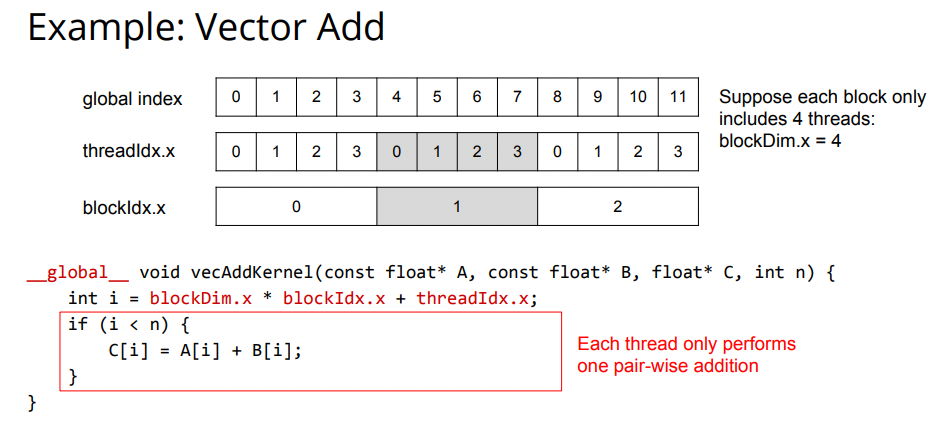 Example: Vector Add
global index 0 1 2 3 4 5 6 7 8 9 10 11
Suppose each block only
includes 4 threads:
blockDim.x = 4
threadIdx.x 0 1 2 3 0 1 2 3 0 1 2 3
blockIdx.x 0 1 2
__global__ void vecAddKernel(const float* A, const float* B, float* C, int n) {
int i = blockDim.x * blockIdx.x + threadIdx.x;
if (i < n) {
C[i] = A[i] + B[i];
}
Each thread only performs
one pair-wise addition
}